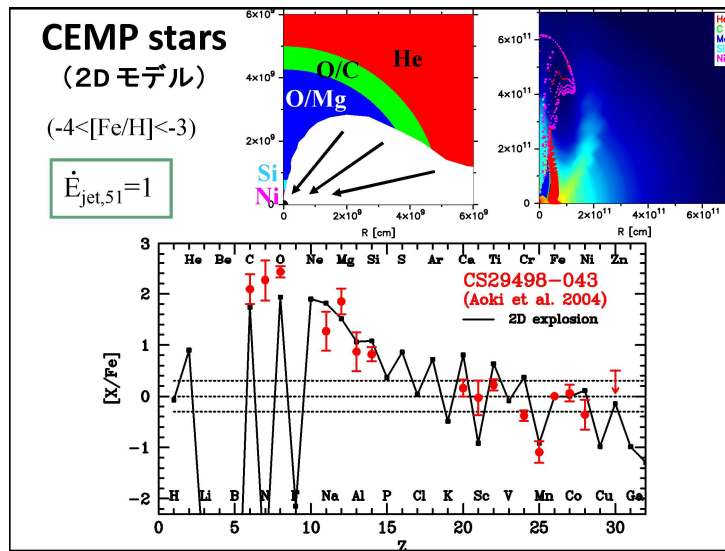 CEMP stars
(2D モデル)
(-4<[Fe/H]<-3)
Ė_jet,51=1
6×10⁹
4×10⁹
2×10⁹
0
He
O/C
O/Mg
Si
Ni
0 2×10⁹ 4×10⁹ 6×10⁹
R [cm]
6×10¹¹
4×10¹¹
2×10¹¹
0
0 2×10¹¹
R [cm]
He
C
Si
Ni
3
2
1
0
-1
-2
[X/Fe]
He Be C O Ne Mg Si S Ar Ca Ti Cr Fe Ni Zn
CS29498-043
(Aoki et al. 2004)
2D explosion
H Li B N F Na Al P Cl K Sc V Mn Co Cu Ga
0 5 10 15 20 25 30
Z